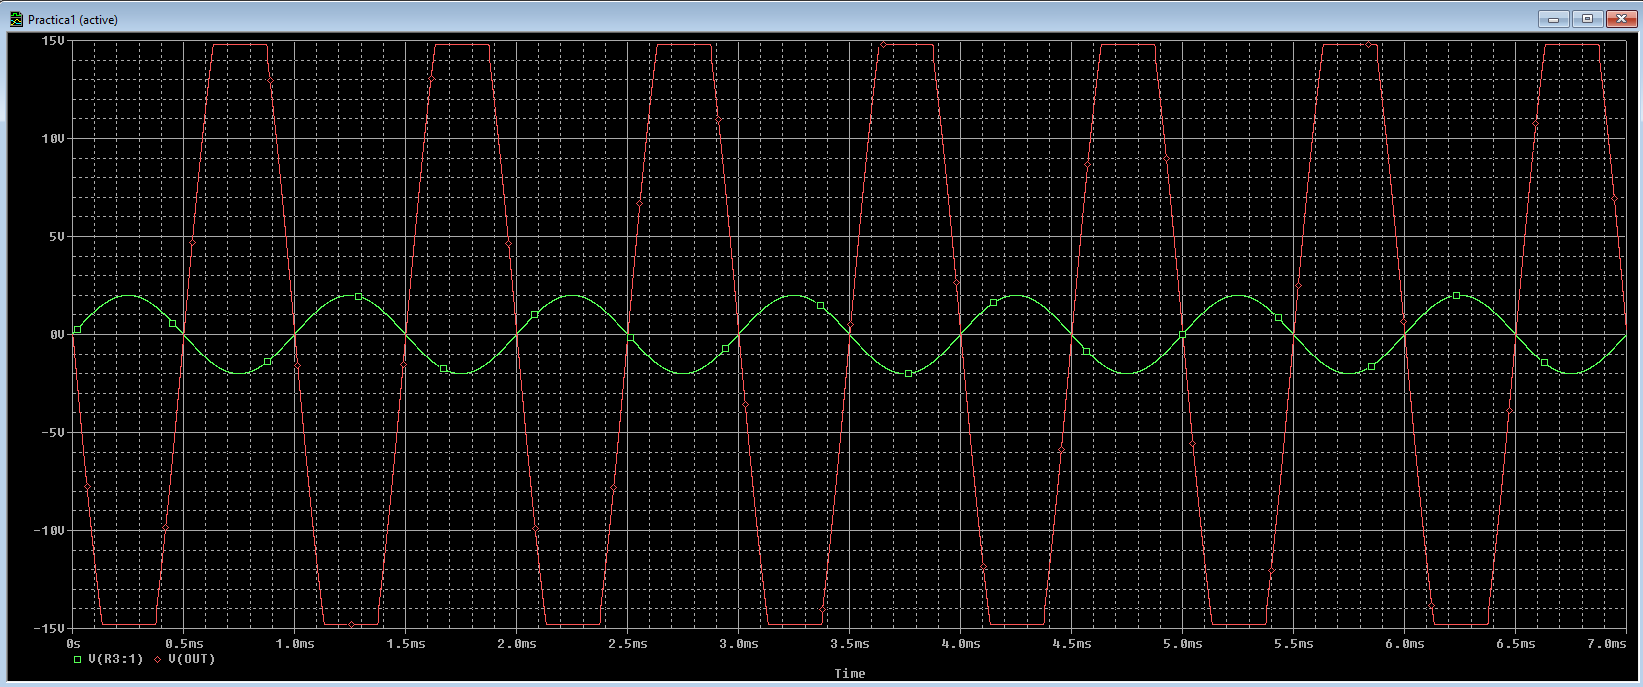 Practica1 (active)
15V
10V
5V
0V
-5V
-10V
-15V
0s 0.5ms 1.0ms 1.5ms 2.0ms 2.5ms 3.0ms 3.5ms 4.0ms 4.5ms 5.0ms 5.5ms 6.0ms 6.5ms 7.0ms
V(R3:1) V(OUT)
Time